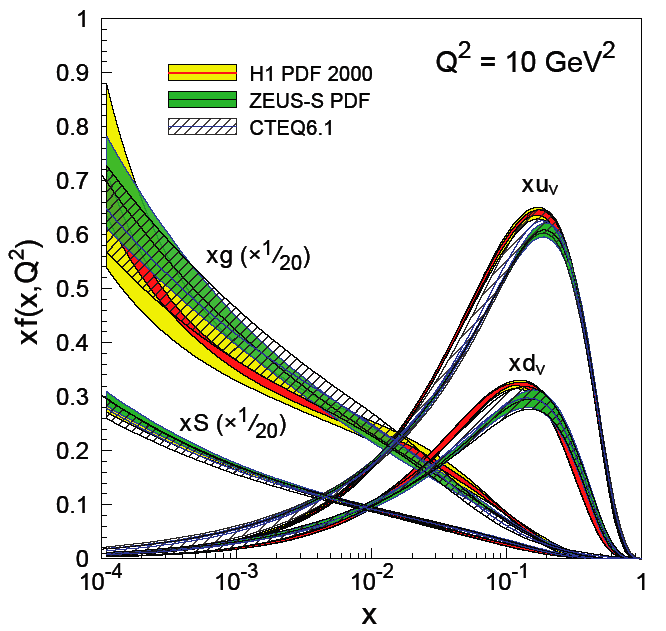 1
0.9
Q² = 10 GeV²
H1 PDF 2000
ZEUS-S PDF
CTEQ6.1
0.8
0.7
xuᵥ
0.6
xg (×¹/₂₀)
0.5
xf(x,Q²)
0.4
xdᵥ
0.3
xS (×¹/₂₀)
0.2
0.1
0
10⁻⁴ 10⁻³ 10⁻² 10⁻¹ 1
x